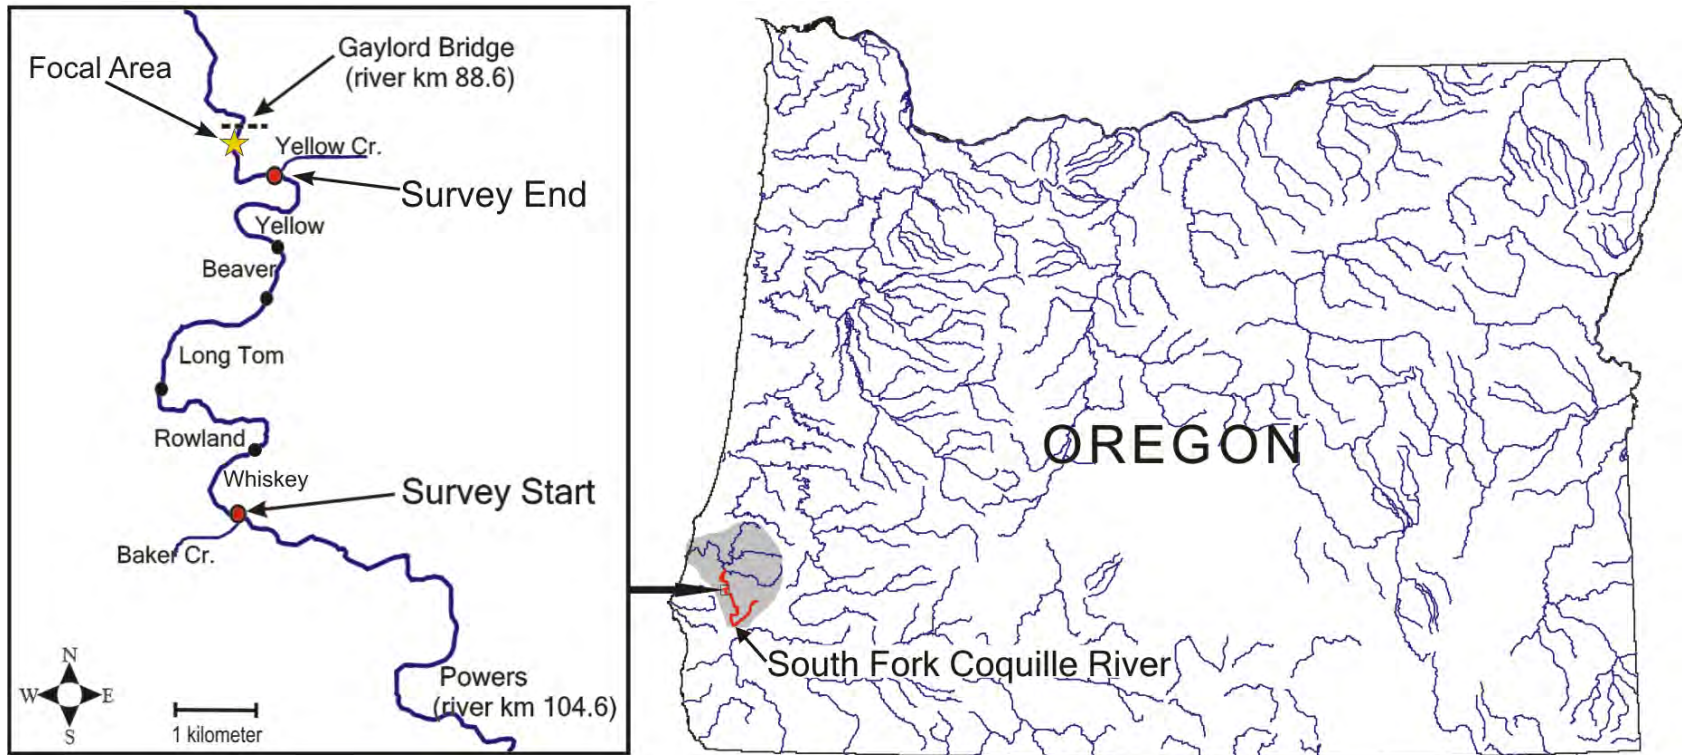 Gaylord Bridge
(river km 88.6)
Focal Area
Yellow Cr.
Survey End
Yellow
Beaver
Long Tom
Rowland
Whiskey
Survey Start
Baker Cr.
Powers
(river km 104.6)
N
W
E
S
1 kilometer
OREGON
South Fork Coquille River